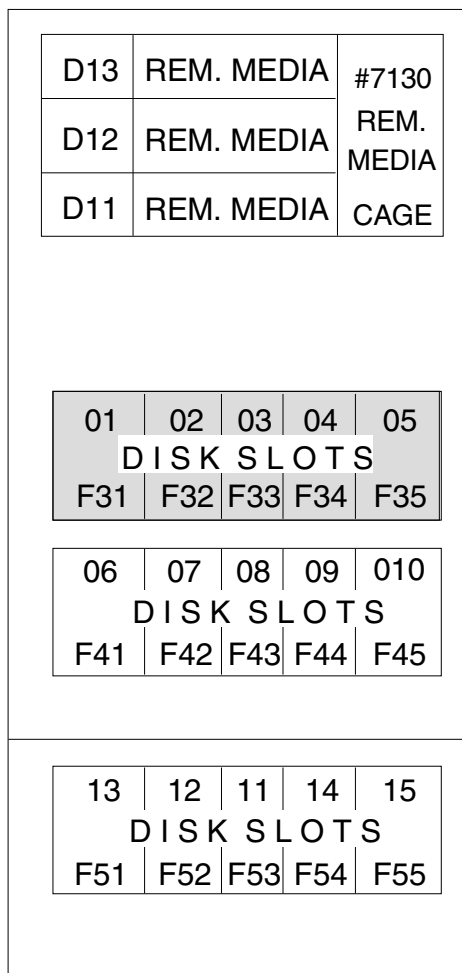 D13 REM. MEDIA #7130
D12 REM. MEDIA REM.
MEDIA
D11 REM. MEDIA CAGE
01 02 03 04 05
DISK SLOTS
F31 F32 F33 F34 F35
06 07 08 09 010
DISK SLOTS
F41 F42 F43 F44 F45
13 12 11 14 15
DISK SLOTS
F51 F52 F53 F54 F55